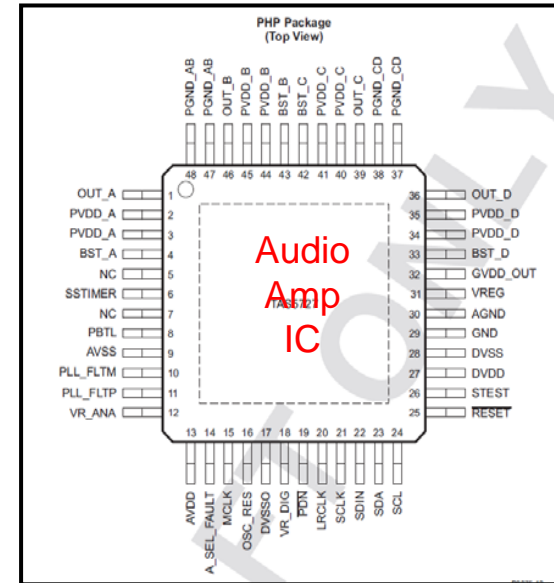 PHP Package
(Top View)
PGND_AB
PGND_AB
OUT_B
PVDD_B
PVDD_B
BST_B
BST_C
PVDD_C
PVDD_C
OUT_C
PGND_CD
PGND_CD
48 47 46 45 44 43 42 41 40 39 38 37
OUT_A 1 36 OUT_D
PVDD_A 2 35 PVDD_D
PVDD_A 3 34 PVDD_D
BST_A 4 33 BST_D
NC 5 32 GVDD_OUT
SSTIMER 6 31 VREG
NC 7 30 AGND
PBTL 8 29 GND
AVSS 9 28 DVSS
PLL_FLTM 10 27 DVDD
PLL_FLTP 11 26 STEST
VR_ANA 12 25 RESET
Audio
Amp
TAS5727
IC
13 14 15 16 17 18 19 20 21 22 23 24
AVDD
A_SEL_FAULT
MCLK
OSC_RES
DVSSO
VR_DIG
PDN
LRCLK
SCLK
SDIN
SDA
SCL